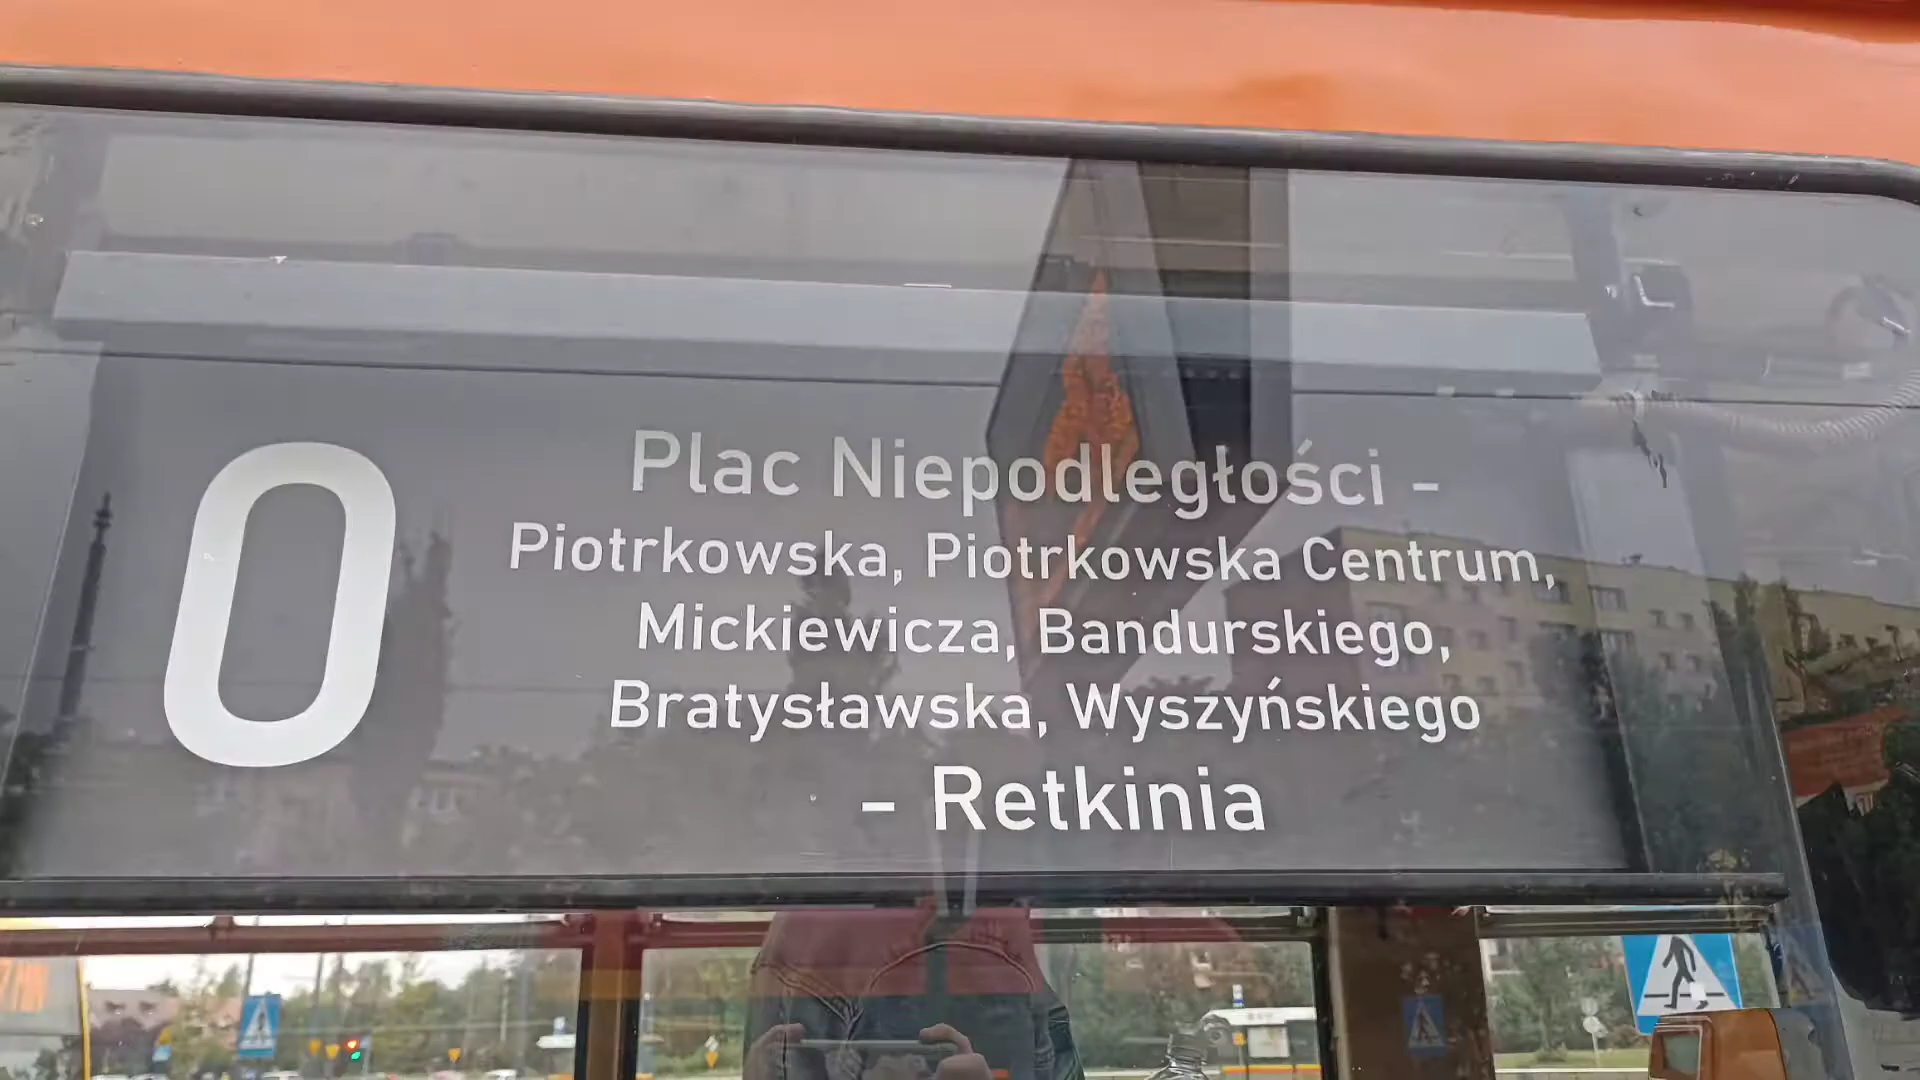 0
Plac Niepodległości -
Piotrkowska, Piotrkowska Centrum,
Mickiewicza, Bandurskiego,
Bratysławska, Wyszyńskiego
- Retkinia